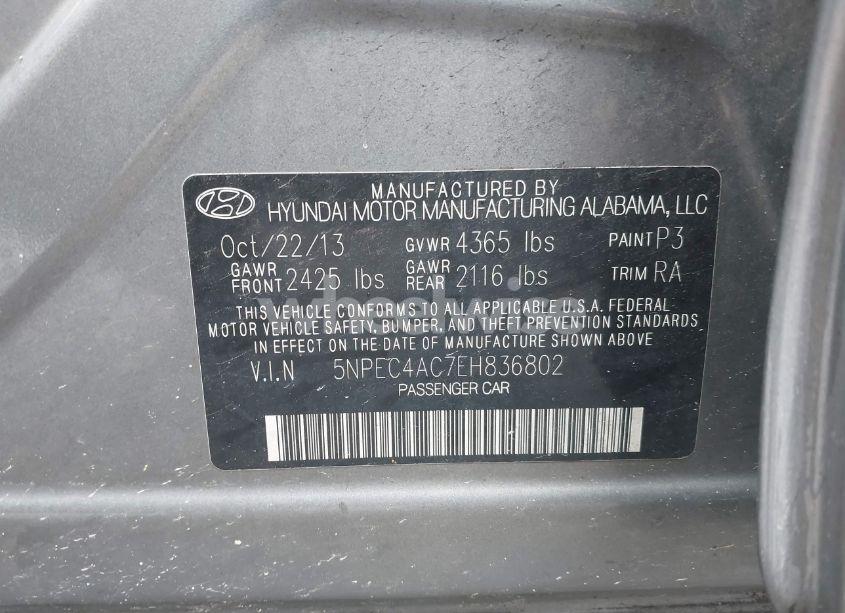 MANUFACTURED BY
HYUNDAI MOTOR MANUFACTURING ALABAMA, LLC
Oct/22/13 GVWR 4365 lbs PAINT P3
GAWR FRONT 2425 lbs GAWR REAR 2116 lbs TRIM RA
THIS VEHICLE CONFORMS TO ALL APPLICABLE U.S.A. FEDERAL
MOTOR VEHICLE SAFETY, BUMPER, AND THEFT PREVENTION STANDARDS
IN EFFECT ON THE DATE OF MANUFACTURE SHOWN ABOVE
V.I.N 5NPEC4AC7EH836802
PASSENGER CAR